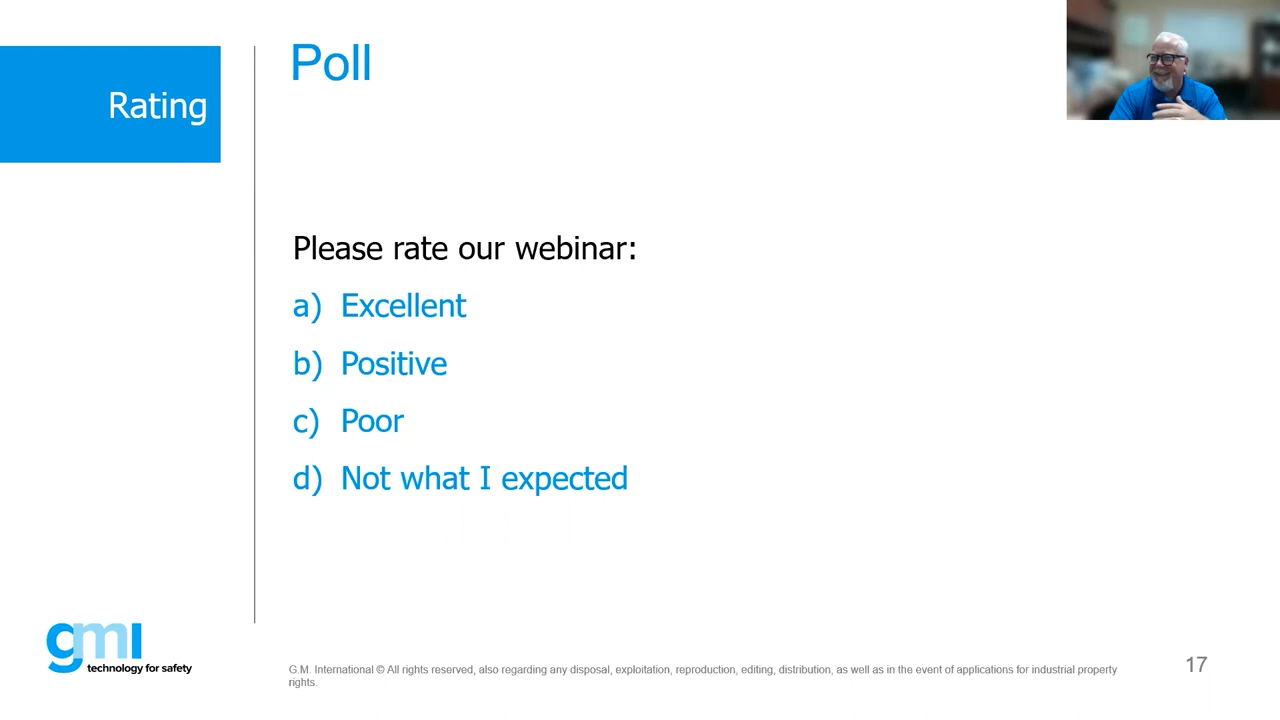 Poll
Rating
Please rate our webinar:
a) Excellent
b) Positive
c) Poor
d) Not what I expected
gmi
technology for safety
G.M. International © All rights reserved, also regarding any disposal, exploitation, reproduction, editing, distribution, as well as in the event of applications for industrial property
rights.
17